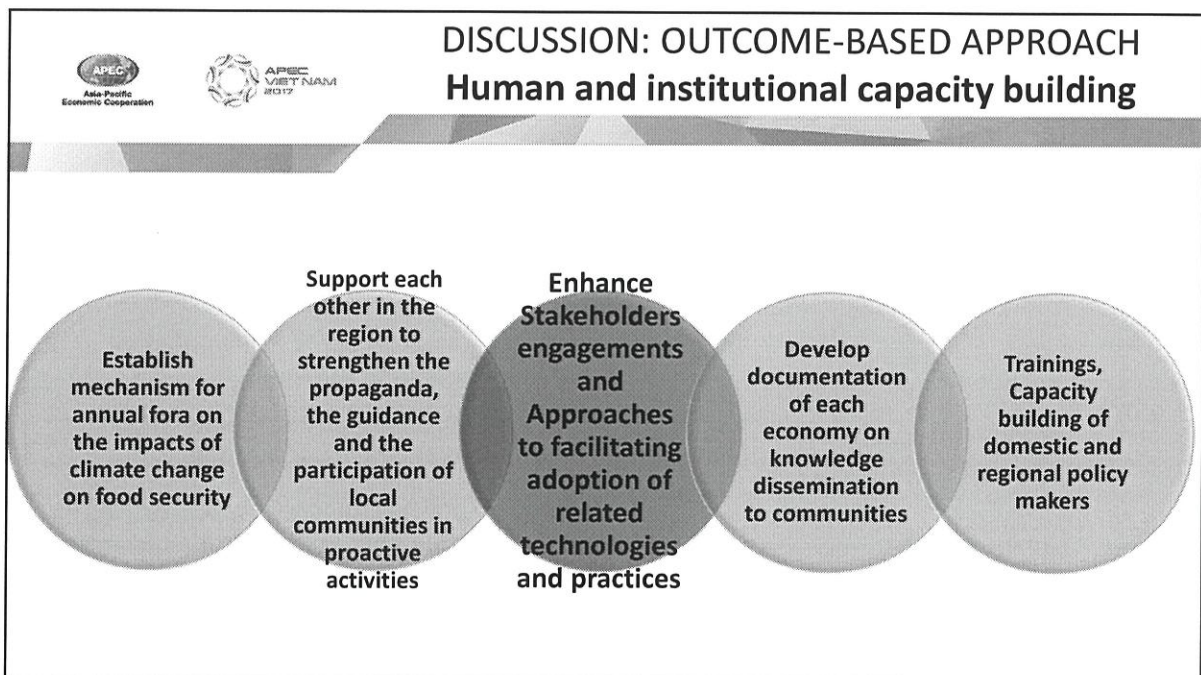 APEC
Asia-Pacific
Economic Cooperation
APEC
VIET NAM
2017
DISCUSSION: OUTCOME-BASED APPROACH
Human and institutional capacity building
Establish
mechanism for
annual fora on
the impacts of
climate change
on food security
Support each
other in the
region to
strengthen the
propaganda,
the guidance
and the
participation of
local
communities in
proactive
activities
Enhance
Stakeholders
engagements
and
Approaches
to facilitating
adoption of
related
technologies
and practices
Develop
documentation
of each
economy on
knowledge
dissemination
to communities
Trainings,
Capacity
building of
domestic and
regional policy
makers